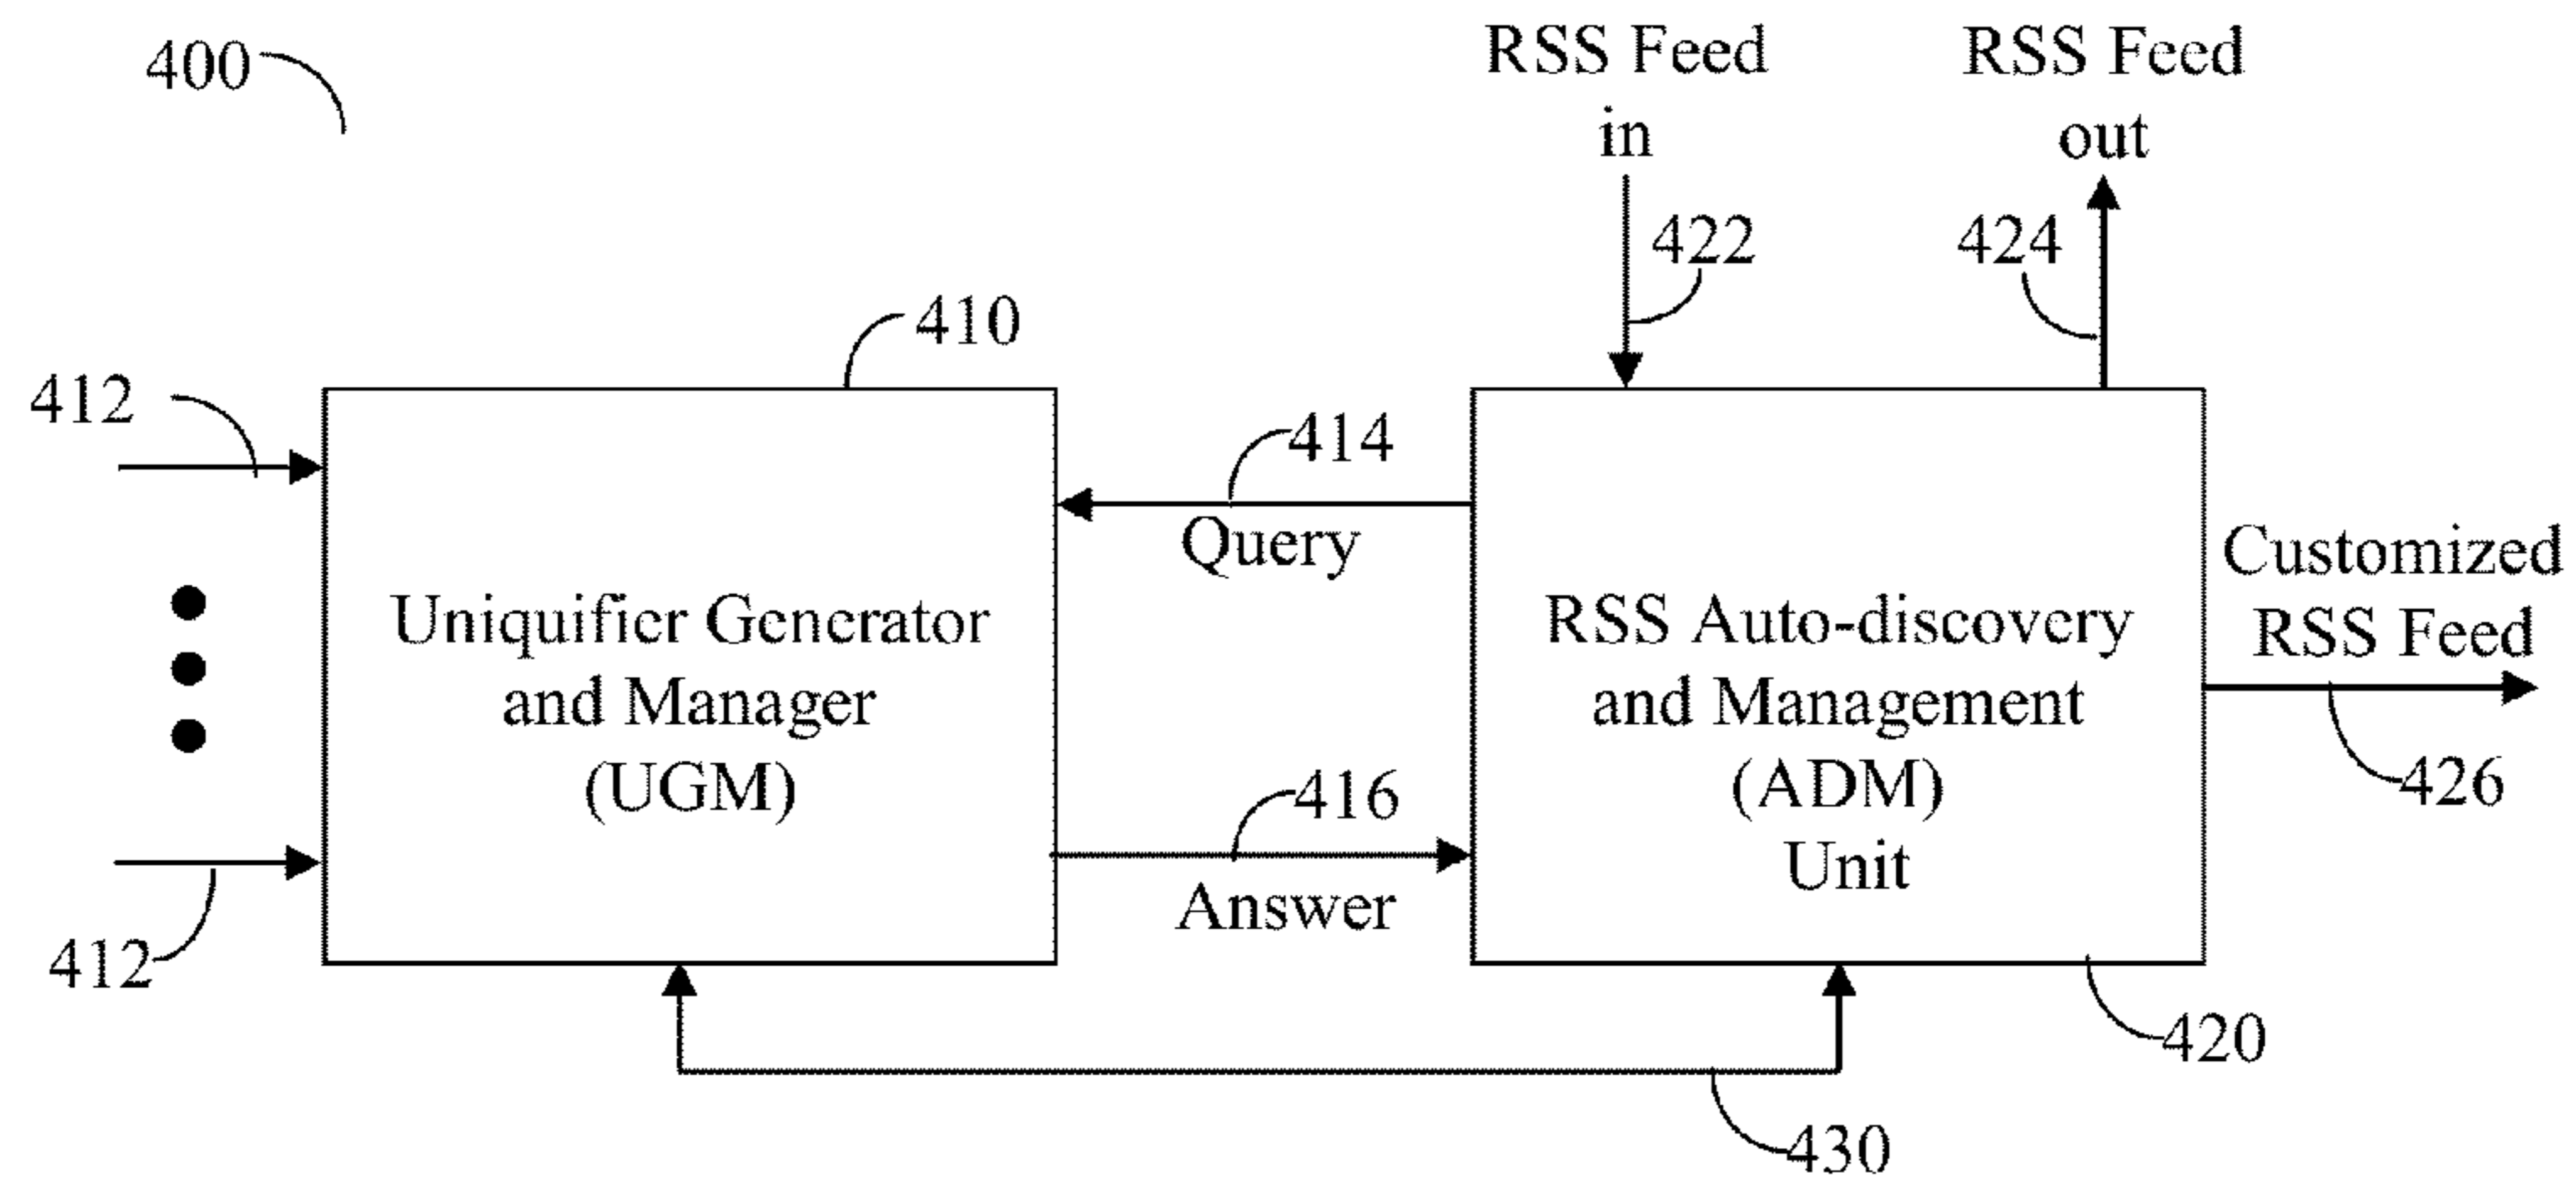 400
RSS Feed
in
RSS Feed
out
422
424
410
412
414
Query
Uniquifier Generator
and Manager
(UGM)
RSS Auto-discovery
and Management
(ADM)
Unit
Customized
RSS Feed
426
416
Answer
412
420
430